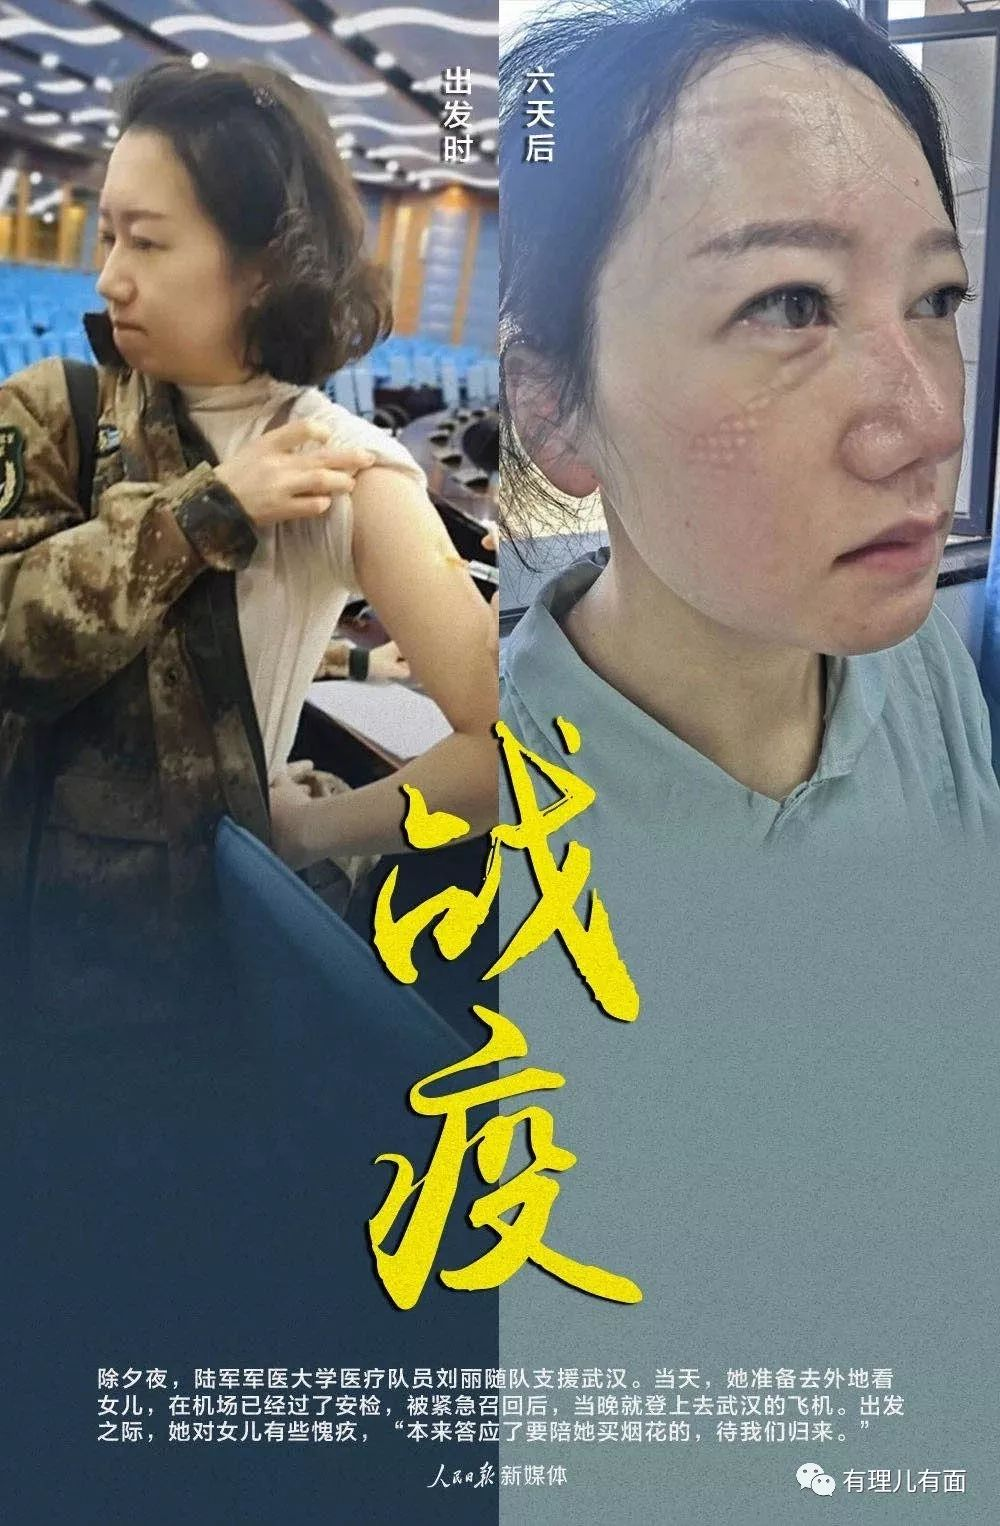 出发时
六天后
战疫
除夕夜，陆军军医大学医疗队员刘丽随队支援武汉。当天，她准备去外地看
女儿，在机场已经过了安检，被紧急召回后，当晚就登上去武汉的飞机。出发
之际，她对女儿有些愧疚，“本来答应了要陪她买烟花的，待我们归来。”
人民日报新媒体
有理儿有面